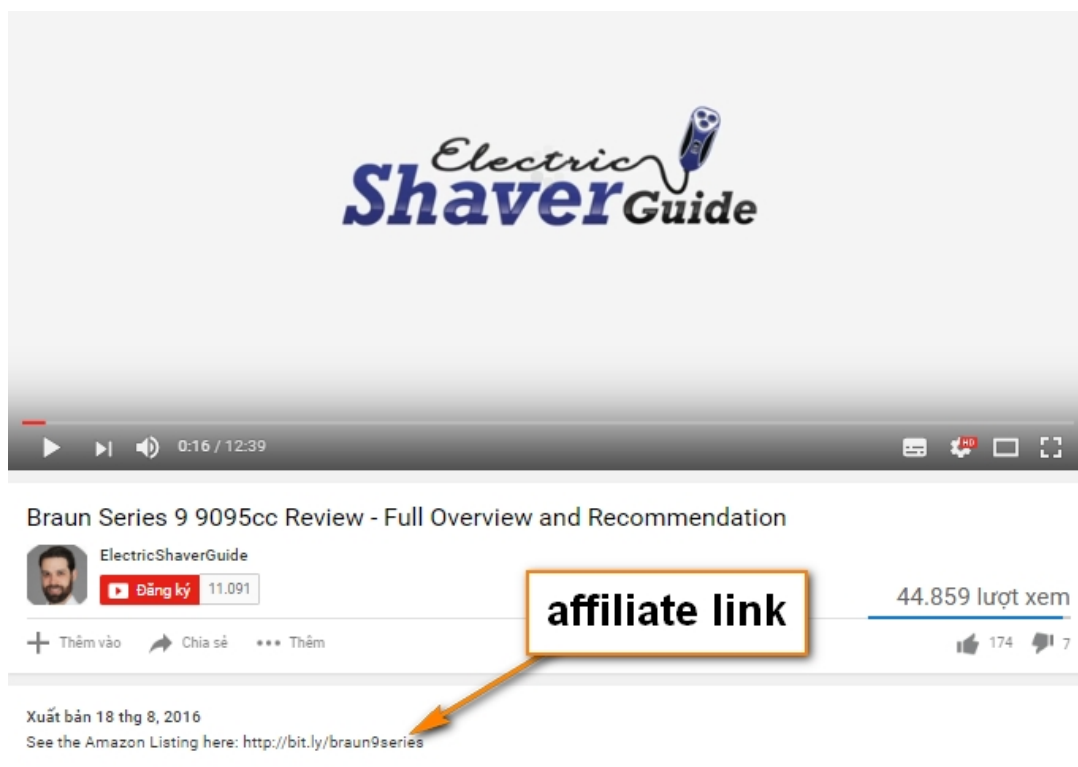 Electric
Shaver Guide
0:16 / 12:39
HD
Braun Series 9 9095cc Review - Full Overview and Recommendation
ElectricShaverGuide
Đăng ký 11.091
affiliate link
44.859 lượt xem
Thêm vào Chia sẻ ••• Thêm 174 7
Xuất bản 18 thg 8, 2016
See the Amazon Listing here: http://bit.ly/braun9series